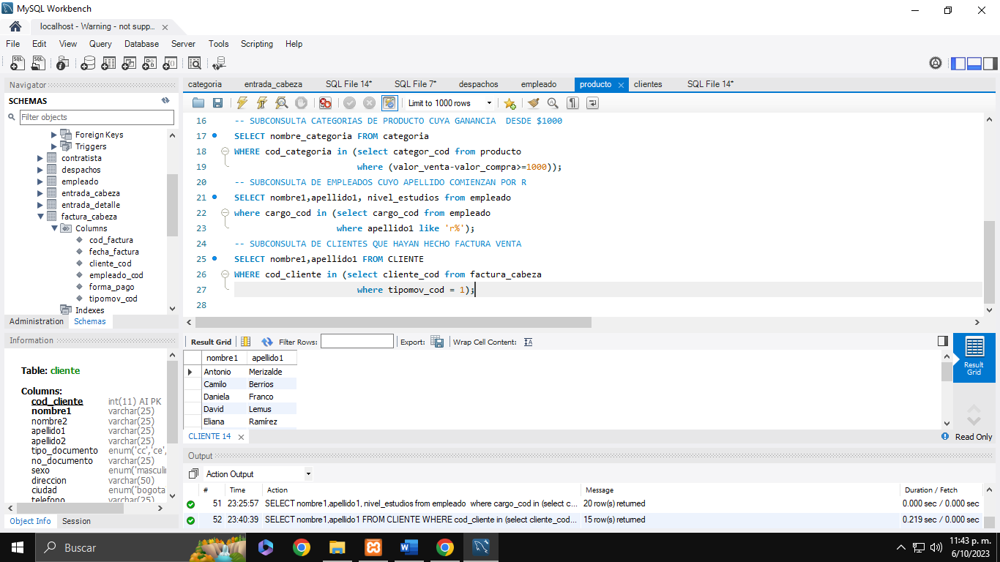 MySQL Workbench
localhost - Warning - not supp...
File Edit View Query Database Server Tools Scripting Help
Navigator
SCHEMAS
Filter objects
Foreign Keys
Triggers
contratista
despachos
empleado
entrada_cabeza
entrada_detalle
factura_cabeza
Columns
cod_factura
fecha_factura
cliente_cod
empleado_cod
forma_pago
tipomov_cod
Indexes
Administration Schemas
Information
Table: cliente
Columns:
cod_cliente int(11) AI PK
nombre1 varchar(25)
nombre2 varchar(25)
apellido1 varchar(25)
apellido2 varchar(25)
tipo_documento enum('cc','ce',
no_documento varchar(25)
sexo enum('masculin
direccion varchar(50)
ciudad enum('bogota
telefono varchar(25)
Object Info Session
categoria entrada_cabeza SQL File 14* SQL File 7* despachos empleado producto clientes SQL File 14*
Limit to 1000 rows
16 -- SUBCONSULTA CATEGORIAS DE PRODUCTO CUYA GANANCIA  DESDE $1000
17 SELECT nombre_categoria FROM categoria
18 WHERE cod_categoria in (select categor_cod from producto
19 where (valor_venta-valor_compra>=1000));
20 -- SUBCONSULTA DE EMPLEADOS CUYO APELLIDO COMIENZAN POR R
21 SELECT nombre1,apellido1, nivel_estudios from empleado
22 where cargo_cod in (select cargo_cod from empleado
23 where apellido1 like 'r%');
24 -- SUBCONSULTA DE CLIENTES QUE HAYAN HECHO FACTURA VENTA
25 SELECT nombre1,apellido1 FROM CLIENTE
26 WHERE cod_cliente in (select cliente_cod from factura_cabeza
27 where tipomov_cod = 1);
28
Result Grid Filter Rows: Export: Wrap Cell Content:
nombre1 apellido1
Antonio Merizalde
Camilo Berrios
Daniela Franco
David Lemus
Eliana Ramírez
Result
Grid
CLIENTE 14
Read Only
Output
Action Output
# Time Action Message Duration / Fetch
51 23:25:57 SELECT nombre1,apellido1, nivel_estudios from empleado  where cargo_cod in (select c... 20 row(s) returned 0.000 sec / 0.000 sec
52 23:40:39 SELECT nombre1,apellido1 FROM CLIENTE WHERE cod_cliente in (select cliente_cod... 15 row(s) returned 0.219 sec / 0.000 sec
Buscar
11:43 p. m.
6/10/2023